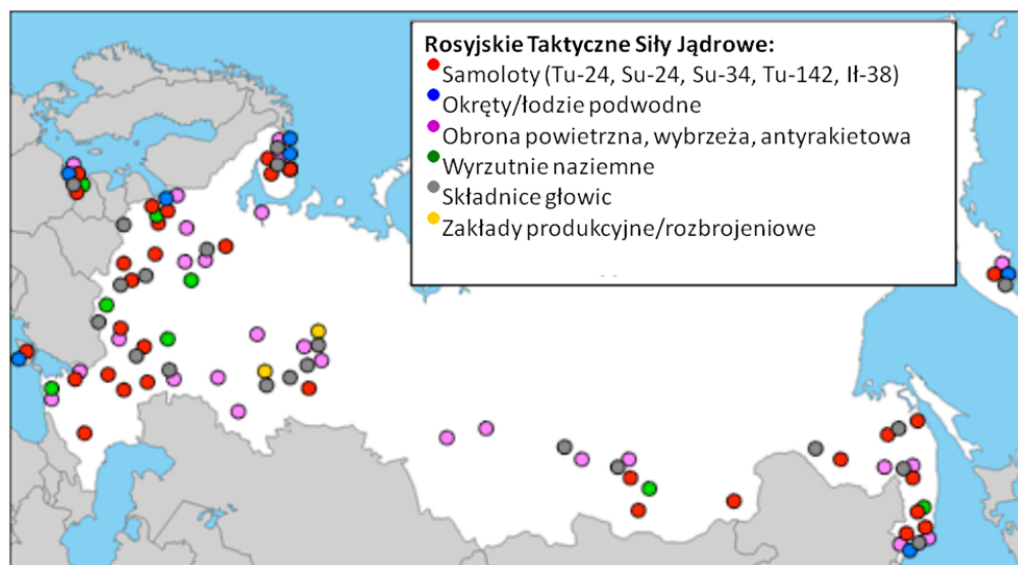 Rosyjskie Taktyczne Siły Jądrowe:
Samoloty (Tu-24, Su-24, Su-34, Tu-142, Ił-38)
Okręty/łodzie podwodne
Obrona powietrzna, wybrzeża, antyrakietowa
Wyrzutnie naziemne
Składnice głowic
Zakłady produkcyjne/rozbrojeniowe